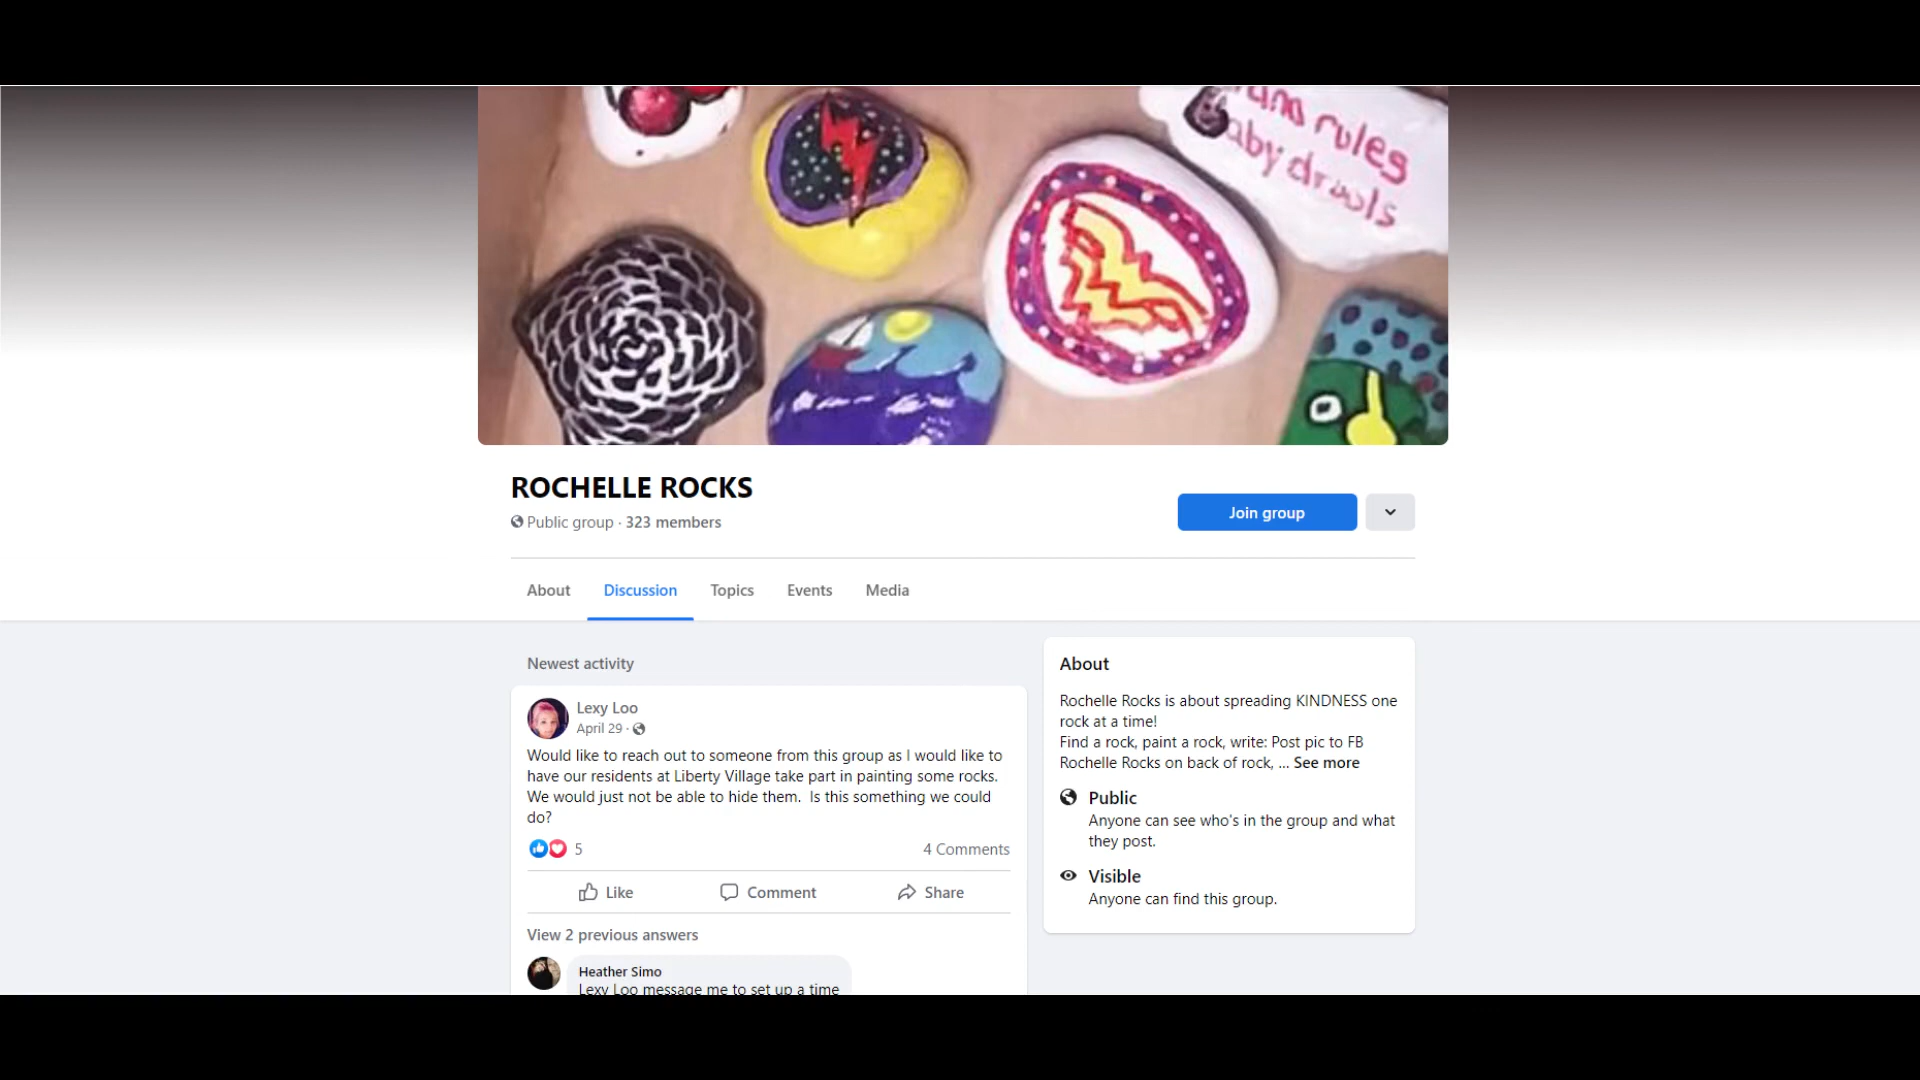 rules
drools
ROCHELLE ROCKS
Public group · 323 members
Join group
About
Discussion
Topics
Events
Media
Newest activity
Lexy Loo
April 29 ·
Would like to reach out to someone from this group as I would like to
have our residents at Liberty Village take part in painting some rocks.
We would just not be able to hide them.  Is this something we could
do?
5
4 Comments
Like
Comment
Share
View 2 previous answers
Heather Simo
Lexy Loo message me to set up a time
About
Rochelle Rocks is about spreading KINDNESS one
rock at a time!
Find a rock, paint a rock, write: Post pic to FB
Rochelle Rocks on back of rock, ... See more
Public
Anyone can see who's in the group and what
they post.
Visible
Anyone can find this group.